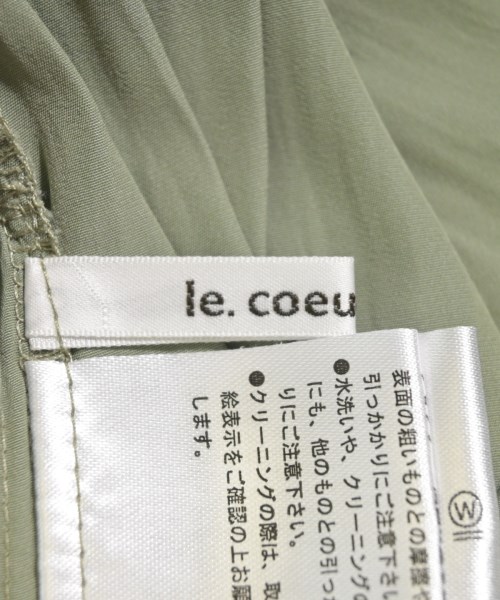 le. coeu
表面の粗いものとの摩擦や
引っかかりにご注意下さい
●水洗いや、クリーニングの
にも、他のものとの引っか
りにご注意下さい。
●クリーニングの際は、取
絵表示をご確認の上お願
します。
W